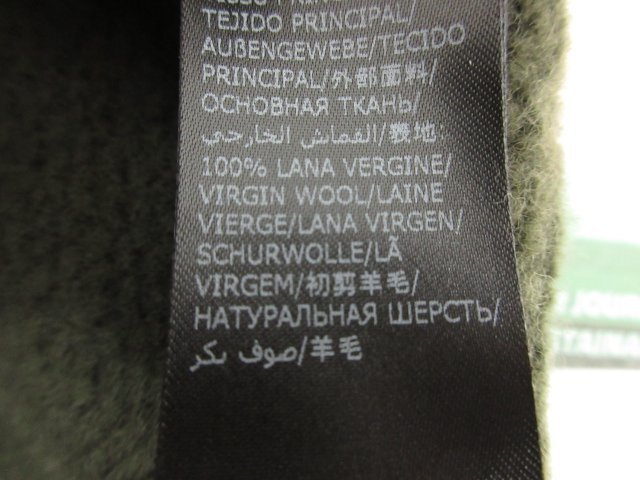 TEJIDO PRINCIPAL/
AUßENGEWEBE/TECIDO
PRINCIPAL/外部面料/
ОСНОВНАЯ ТКАНЬ/
القماش الخارجي/表地/
100% LANA VERGINE/
VIRGIN WOOL/LAINE
VIERGE/LANA VIRGEN/
SCHURWOLLE/LÃ
VIRGEM/初剪羊毛/
НАТУРАЛЬНАЯ ШЕРСТЬ/
صوف بكر/羊毛